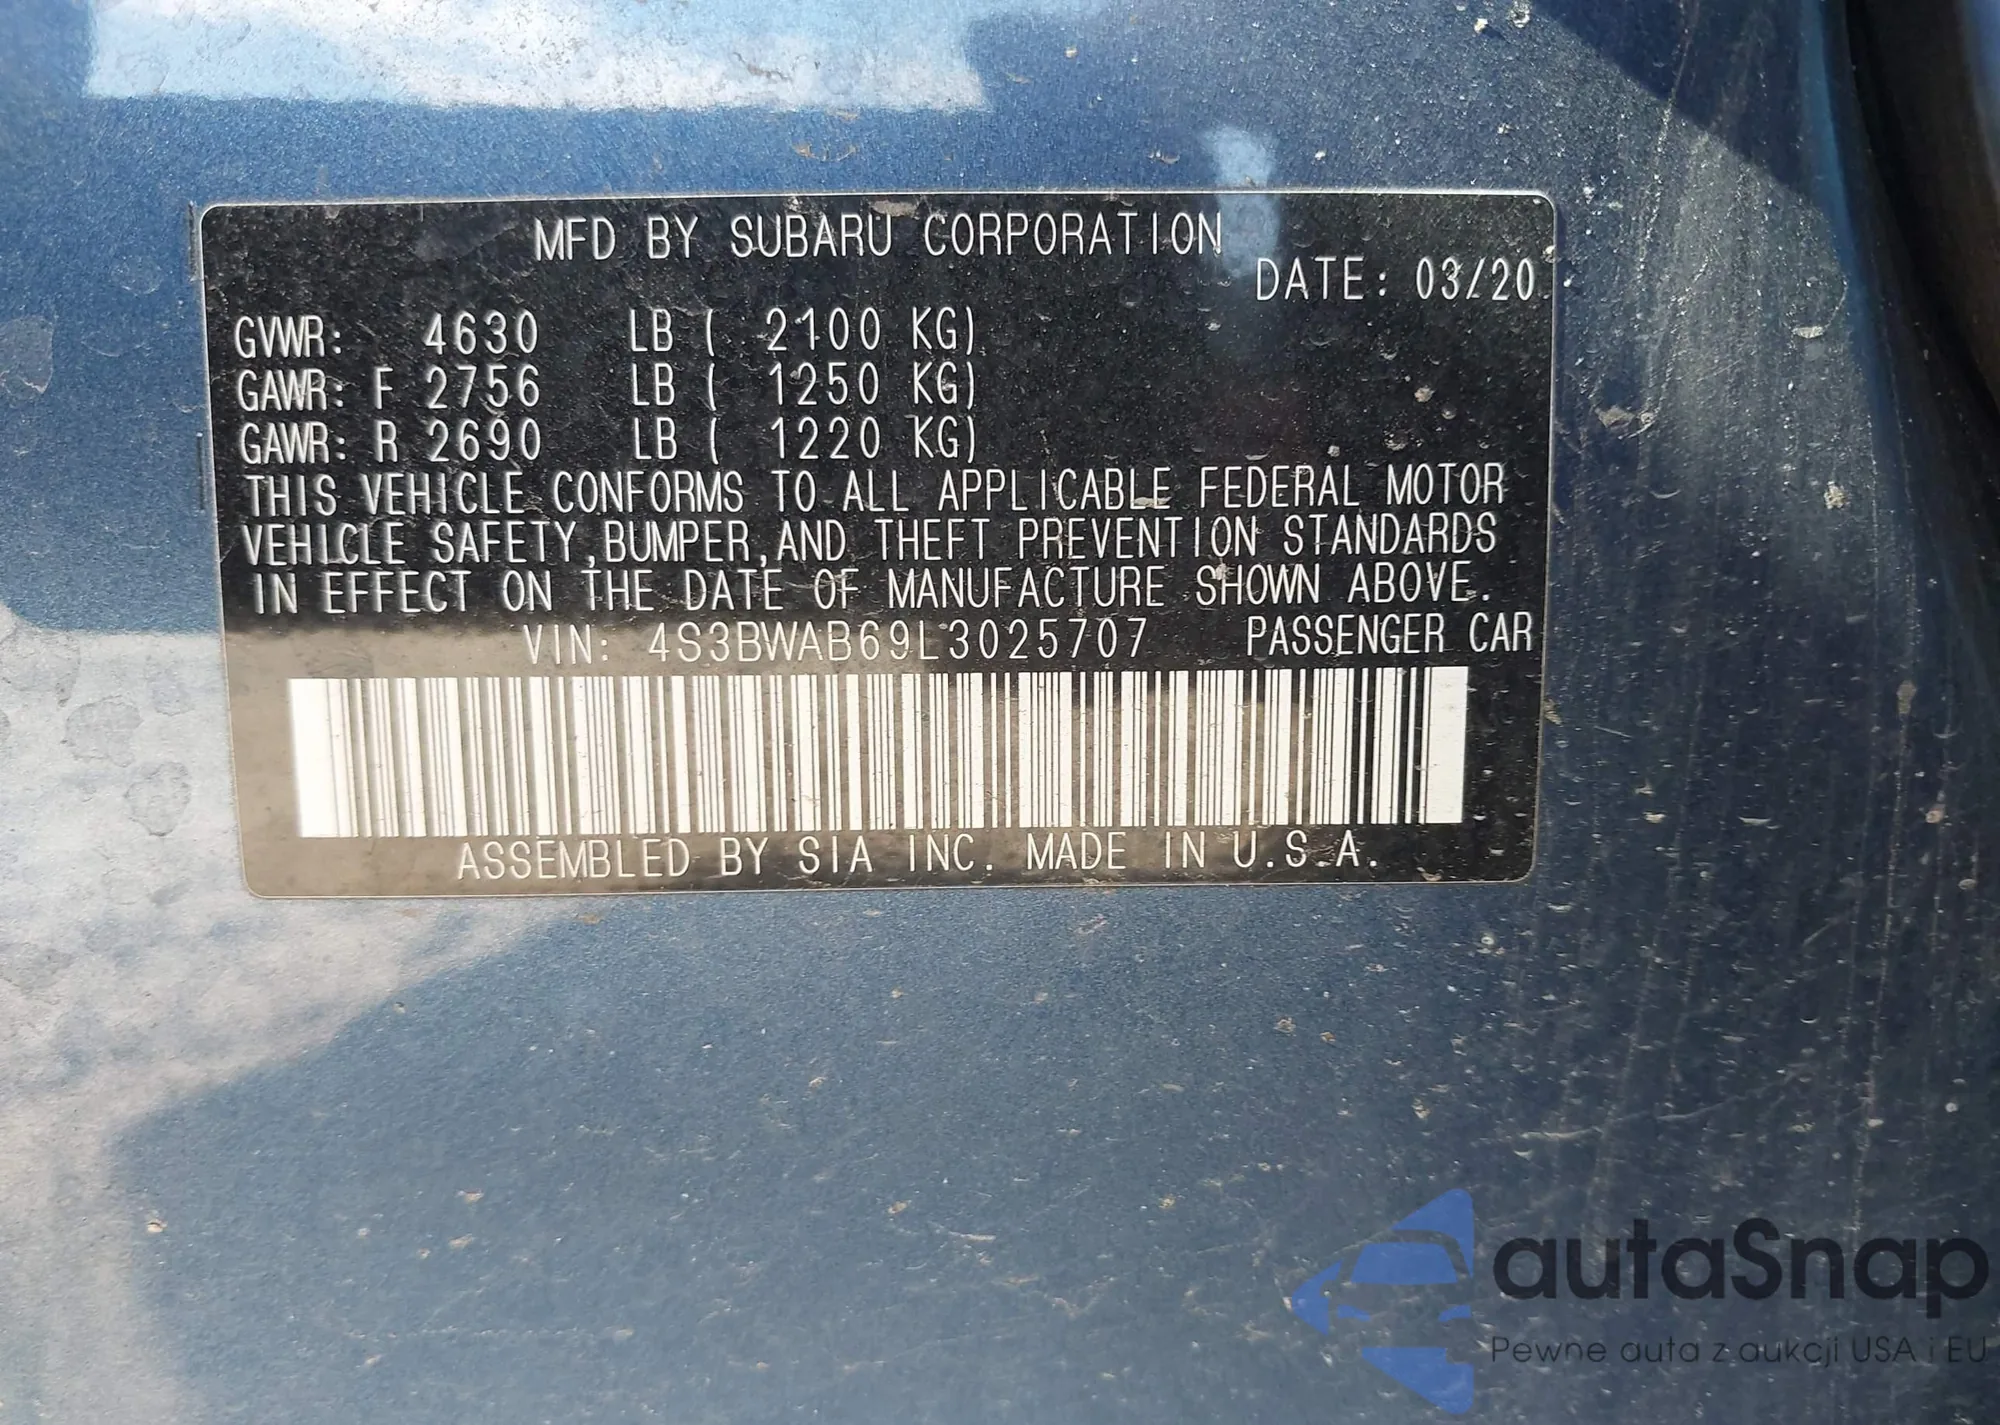 MFD BY SUBARU CORPORATION
DATE: 03/20
GVWR: 4630 LB ( 2100 KG)
GAWR: F 2756 LB ( 1250 KG)
GAWR: R 2690 LB ( 1220 KG)
THIS VEHICLE CONFORMS TO ALL APPLICABLE FEDERAL MOTOR
VEHICLE SAFETY,BUMPER,AND THEFT PREVENTION STANDARDS
IN EFFECT ON THE DATE OF MANUFACTURE SHOWN ABOVE.
VIN: 4S3BWAB69L3025707 PASSENGER CAR
ASSEMBLED BY SIA INC. MADE IN U.S.A.
autaSnap
Pewne auta z aukcji USA i EU